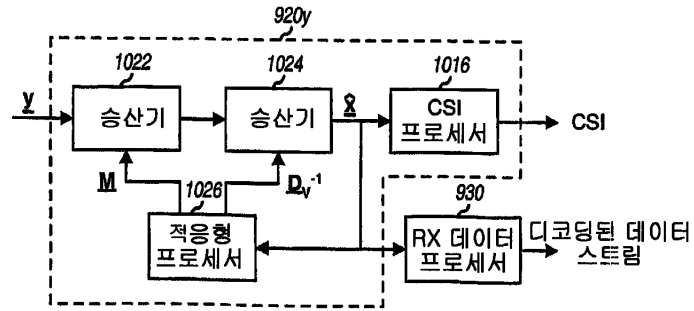 920y
1022
1024
1016
y
승산기
승산기
x̂
CSI
프로세서
CSI
M
1026
D_v⁻¹
930
적응형
프로세서
RX 데이터
프로세서
디코딩된 데이터
스트림